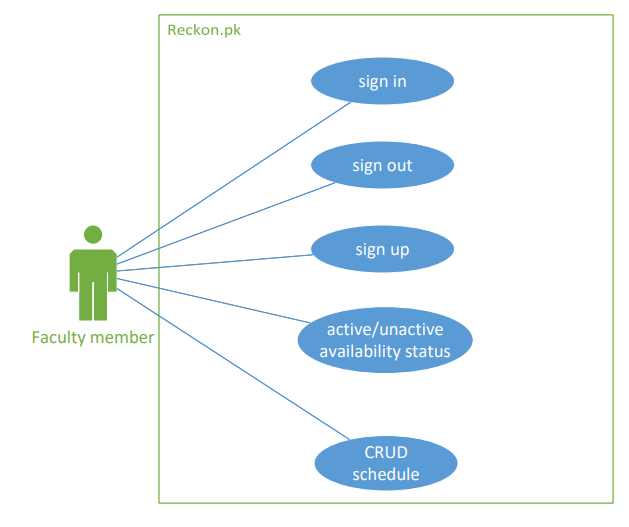 Reckon.pk
sign in
sign out
sign up
active/unactive
availability status
Faculty member
CRUD
schedule